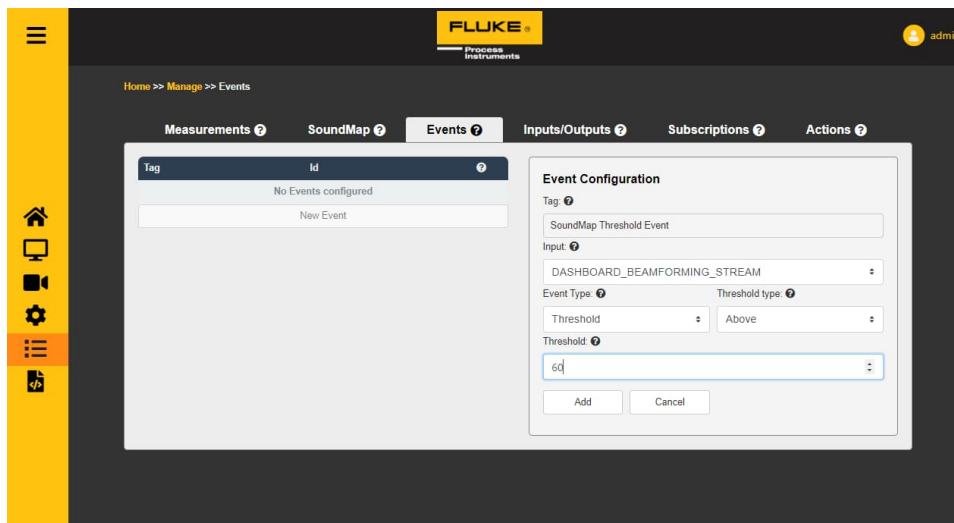 FLUKE ®
Process
Instruments
admi
Home >> Manage >> Events
Measurements ?
SoundMap ?
Events ?
Inputs/Outputs ?
Subscriptions ?
Actions ?
Tag Id ?
No Events configured
New Event
Event Configuration
Tag: ?
SoundMap Threshold Event
Input: ?
DASHBOARD_BEAMFORMING_STREAM
Event Type: ? Threshold type: ?
Threshold Above
Threshold: ?
60
Add Cancel